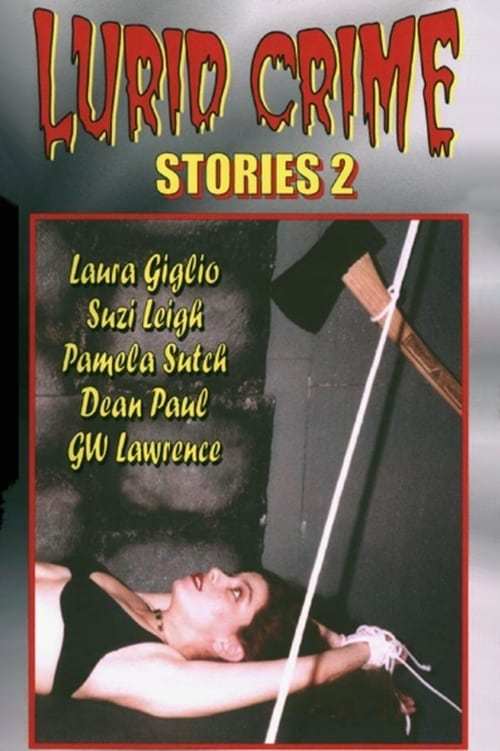 LURID CRIME
STORIES 2
Laura Giglio
Suzi Leigh
Pamela Sutch
Dean Paul
GW Lawrence